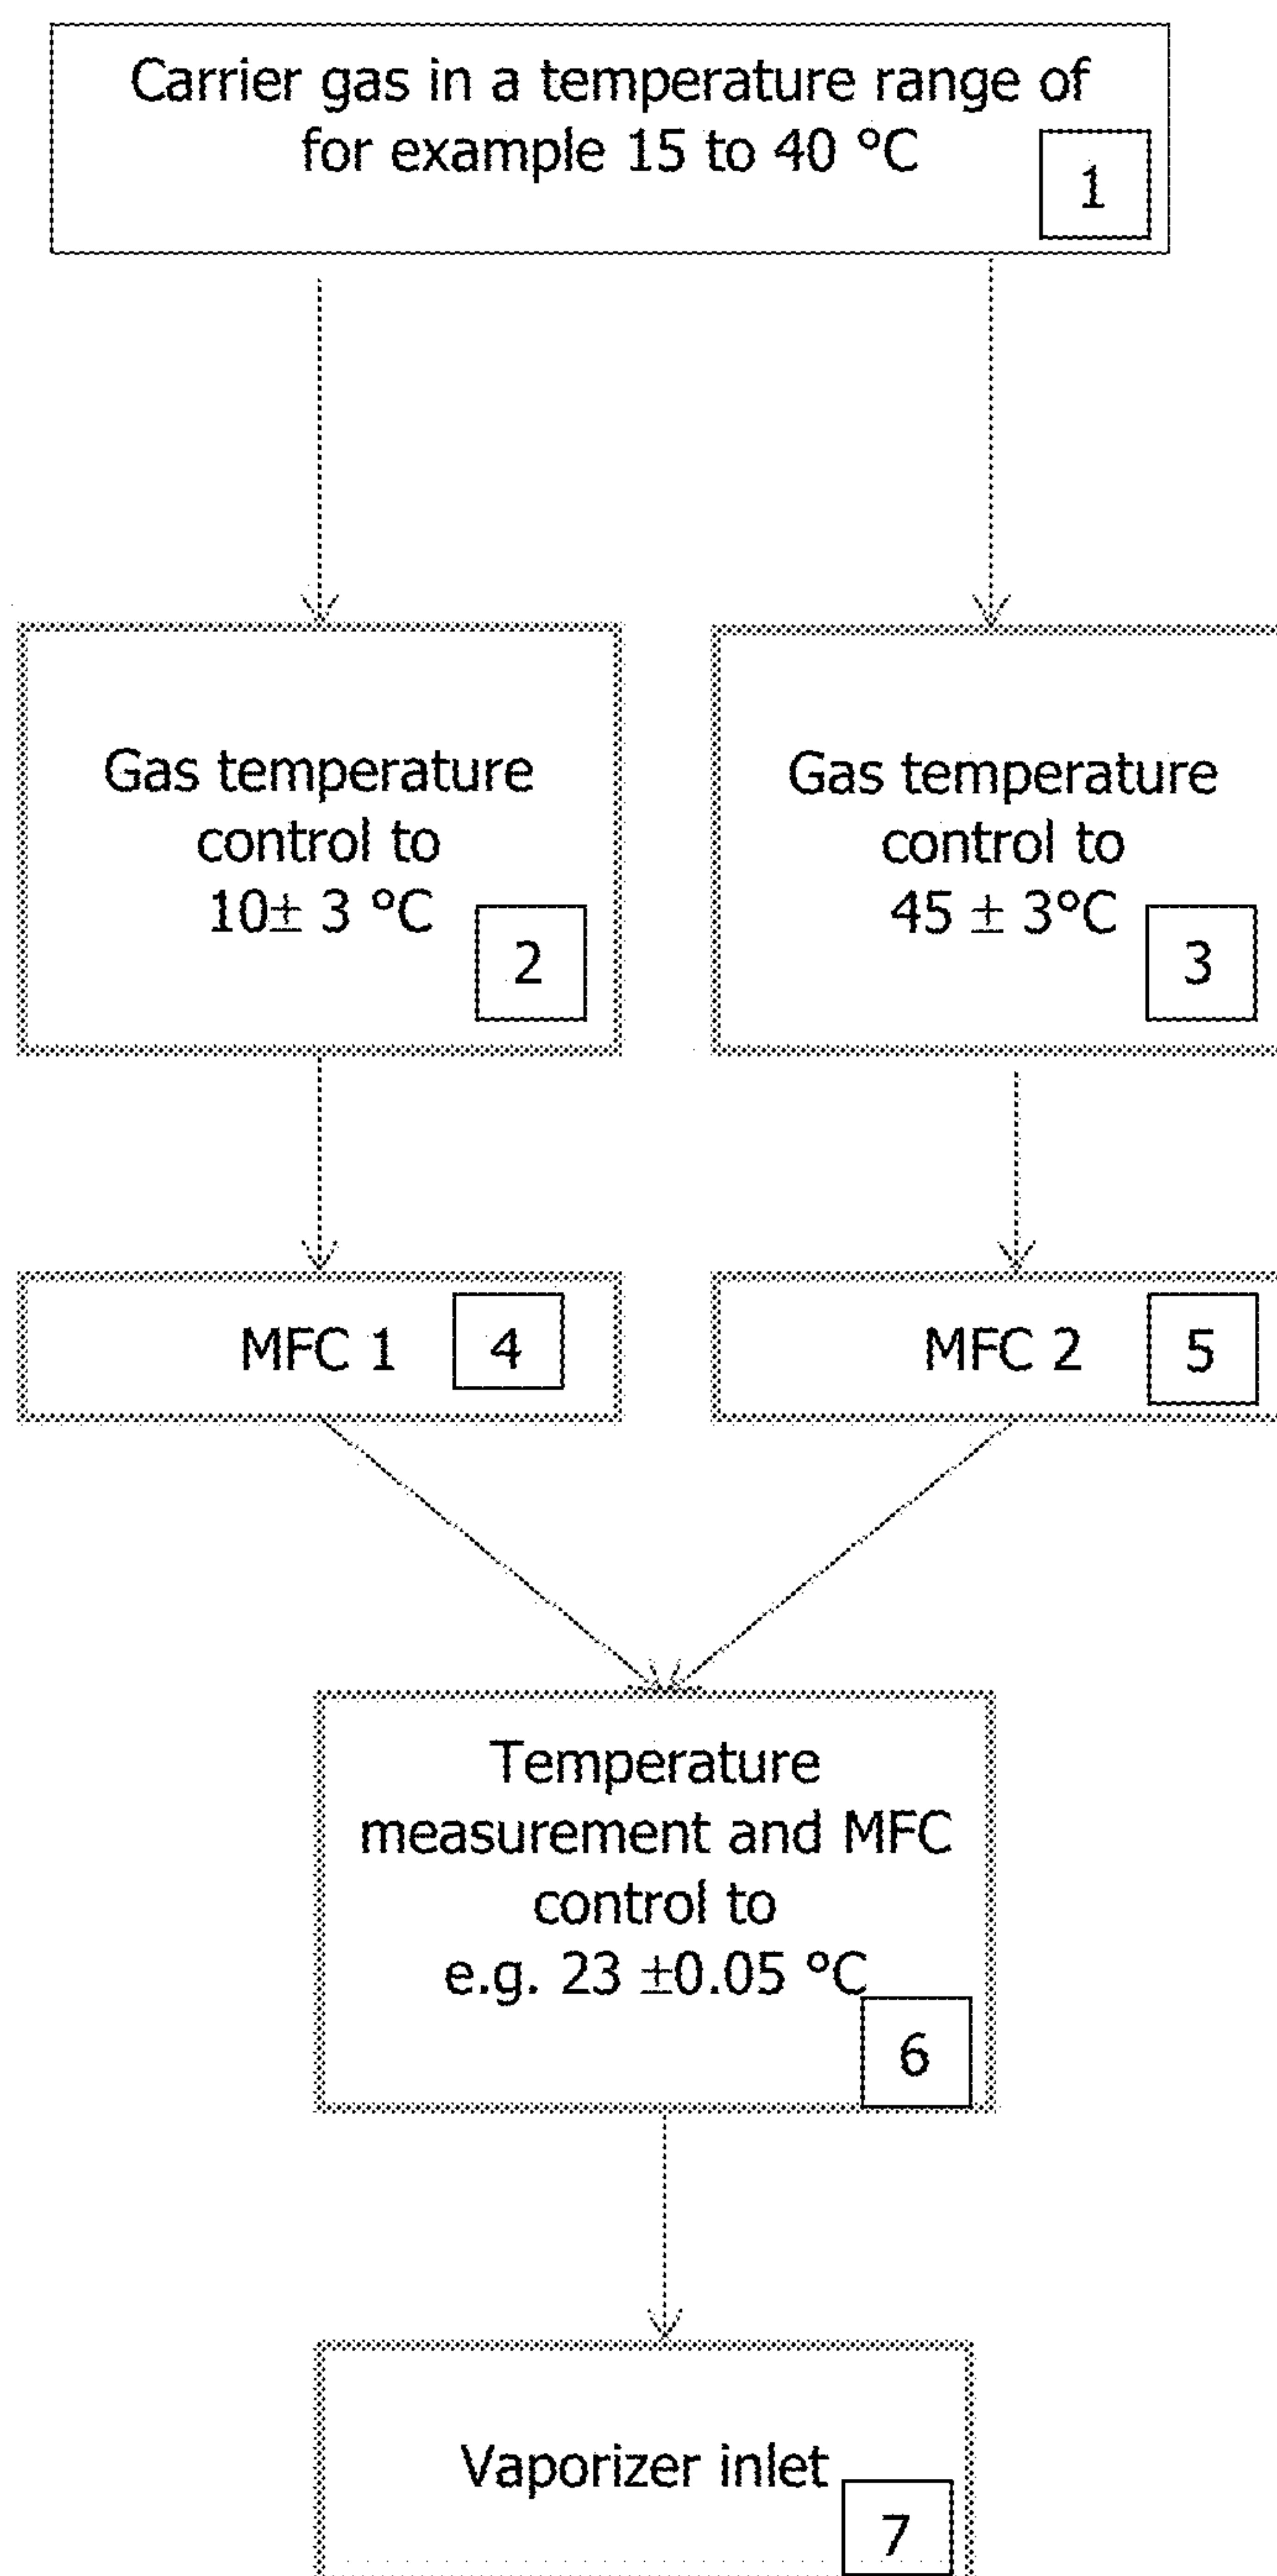 Carrier gas in a temperature range of
for example 15 to 40 °C
1
Gas temperature
control to
10± 3 °C
2
Gas temperature
control to
45 ± 3°C
3
MFC 1
4
MFC 2
5
Temperature
measurement and MFC
control to
e.g. 23 ±0.05 °C
6
Vaporizer inlet
7